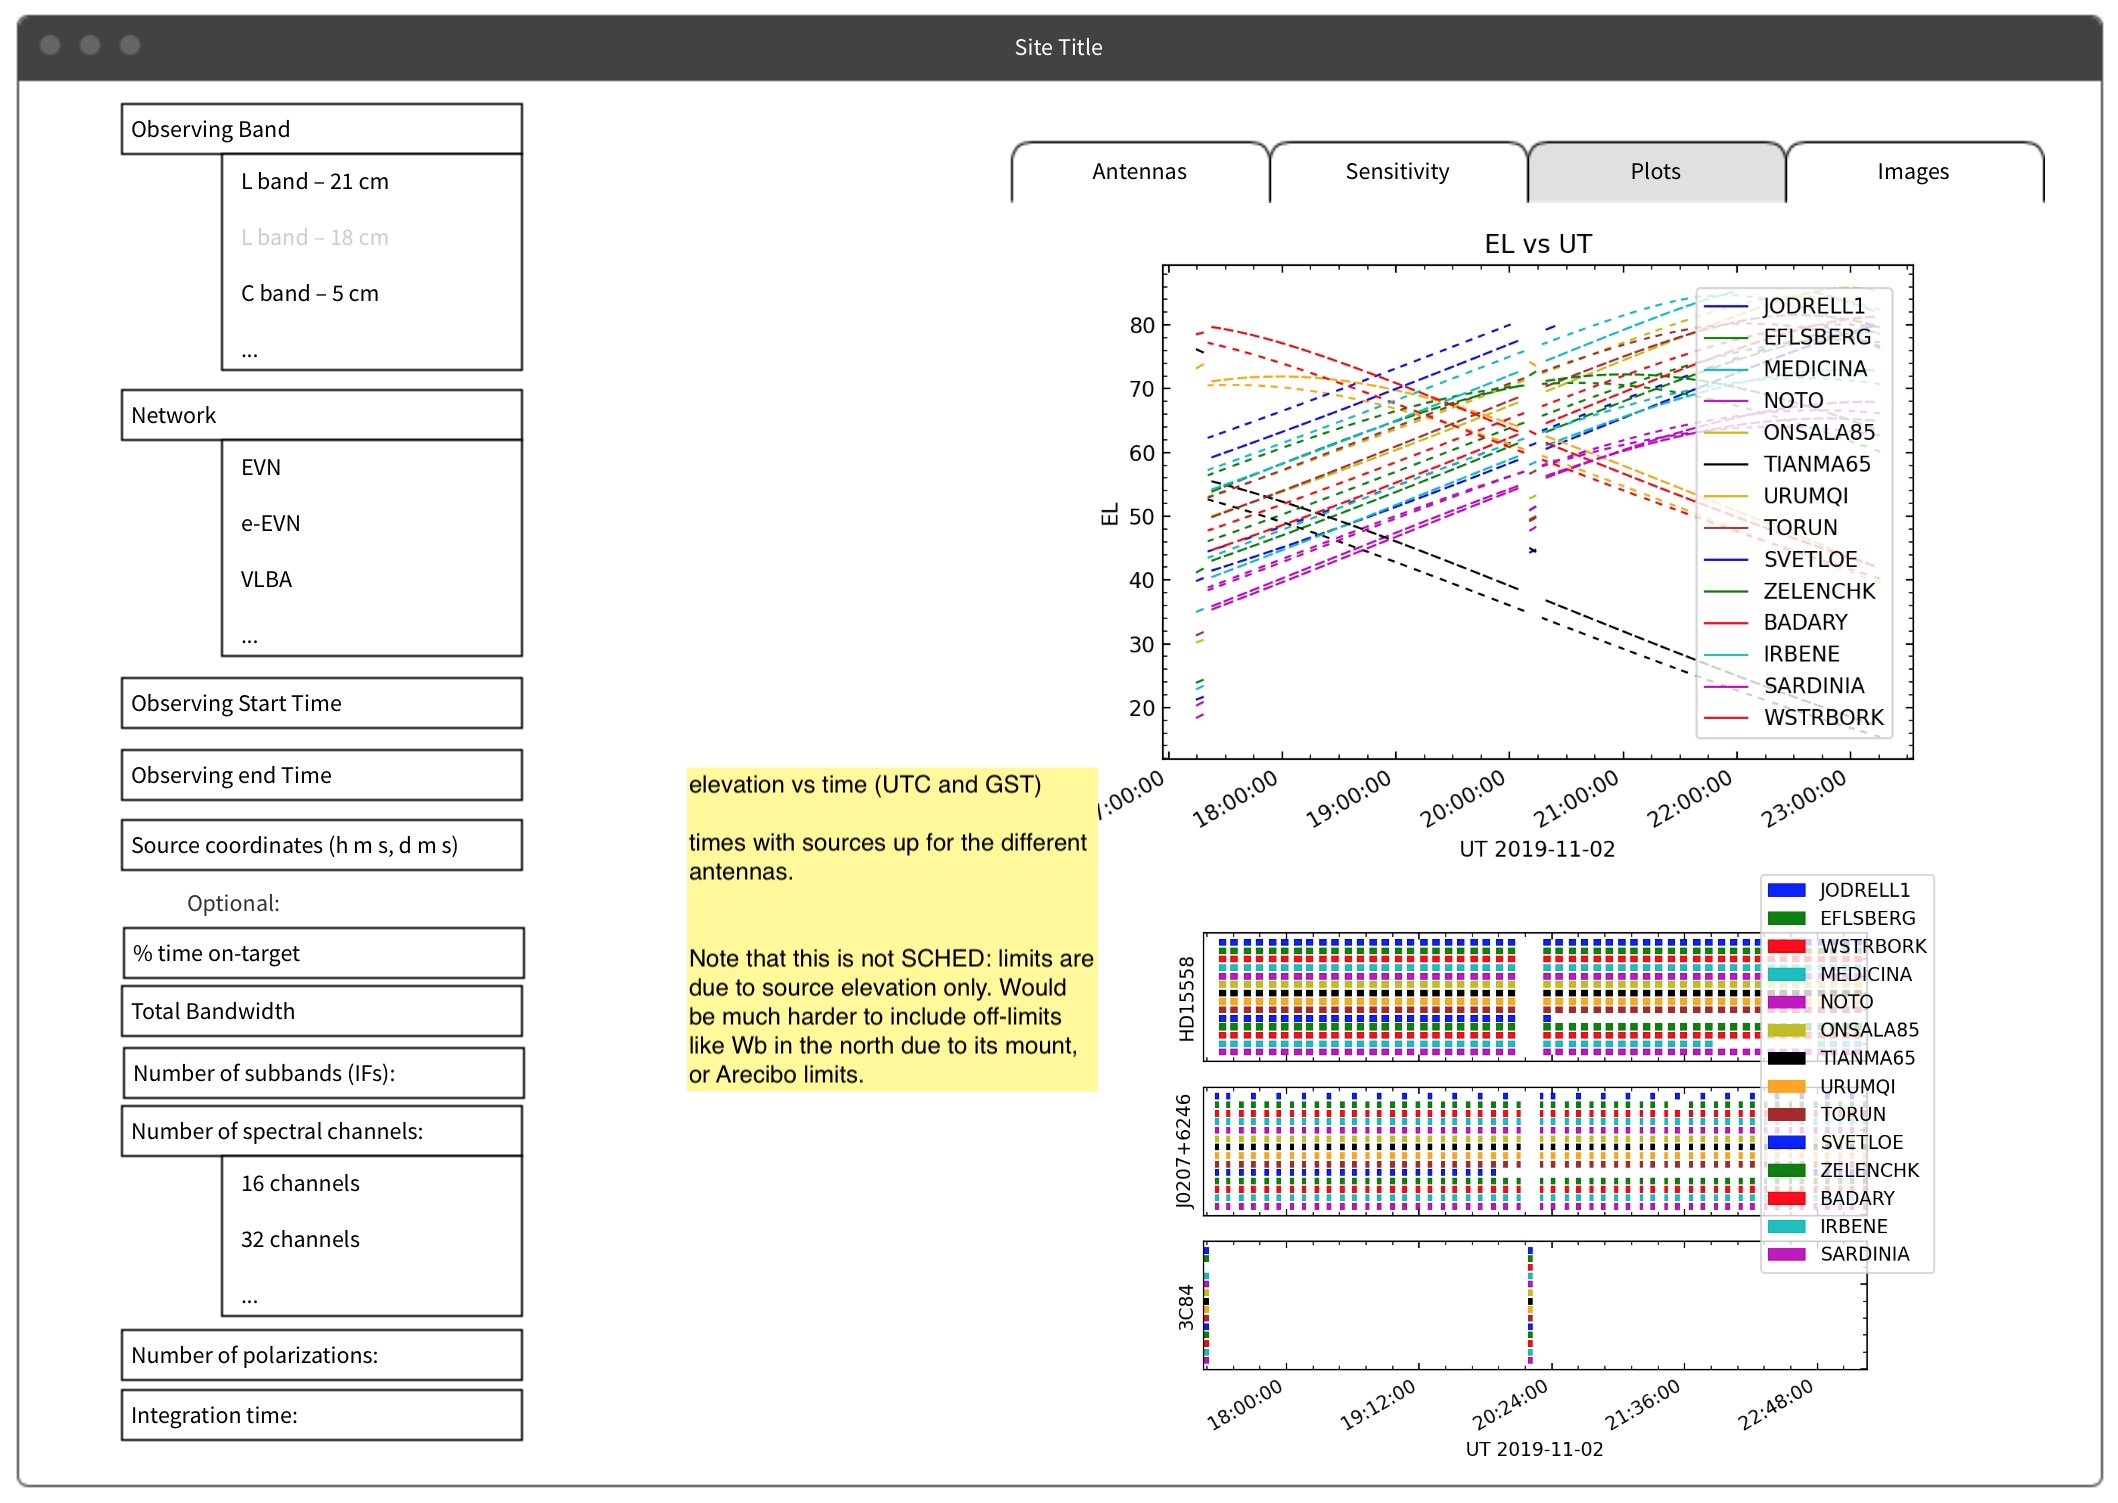 Site Title
Observing Band
L band – 21 cm
L band – 18 cm
C band – 5 cm
...
Network
EVN
e-EVN
VLBA
...
Observing Start Time
Observing end Time
Source coordinates (h m s, d m s)
Optional:
% time on-target
Total Bandwidth
Number of subbands (IFs):
Number of spectral channels:
16 channels
32 channels
...
Number of polarizations:
Integration time:
elevation vs time (UTC and GST)
times with sources up for the different
antennas.
Note that this is not SCHED: limits are
due to source elevation only. Would
be much harder to include off-limits
like Wb in the north due to its mount,
or Arecibo limits.
Antennas
Sensitivity
Plots
Images
EL vs UT
EL
80
70
60
50
40
30
20
JODRELL1
EFLSBERG
MEDICINA
NOTO
ONSALA85
TIANMA65
URUMQI
TORUN
SVETLOE
ZELENCHK
BADARY
IRBENE
SARDINIA
WSTRBORK
7:00:00
18:00:00
19:00:00
20:00:00
21:00:00
22:00:00
23:00:00
UT 2019-11-02
JODRELL1
EFLSBERG
WSTRBORK
MEDICINA
NOTO
ONSALA85
TIANMA65
URUMQI
TORUN
SVETLOE
ZELENCHK
BADARY
IRBENE
SARDINIA
HD15558
J0207+6246
3C84
18:00:00
19:12:00
20:24:00
21:36:00
22:48:00
UT 2019-11-02